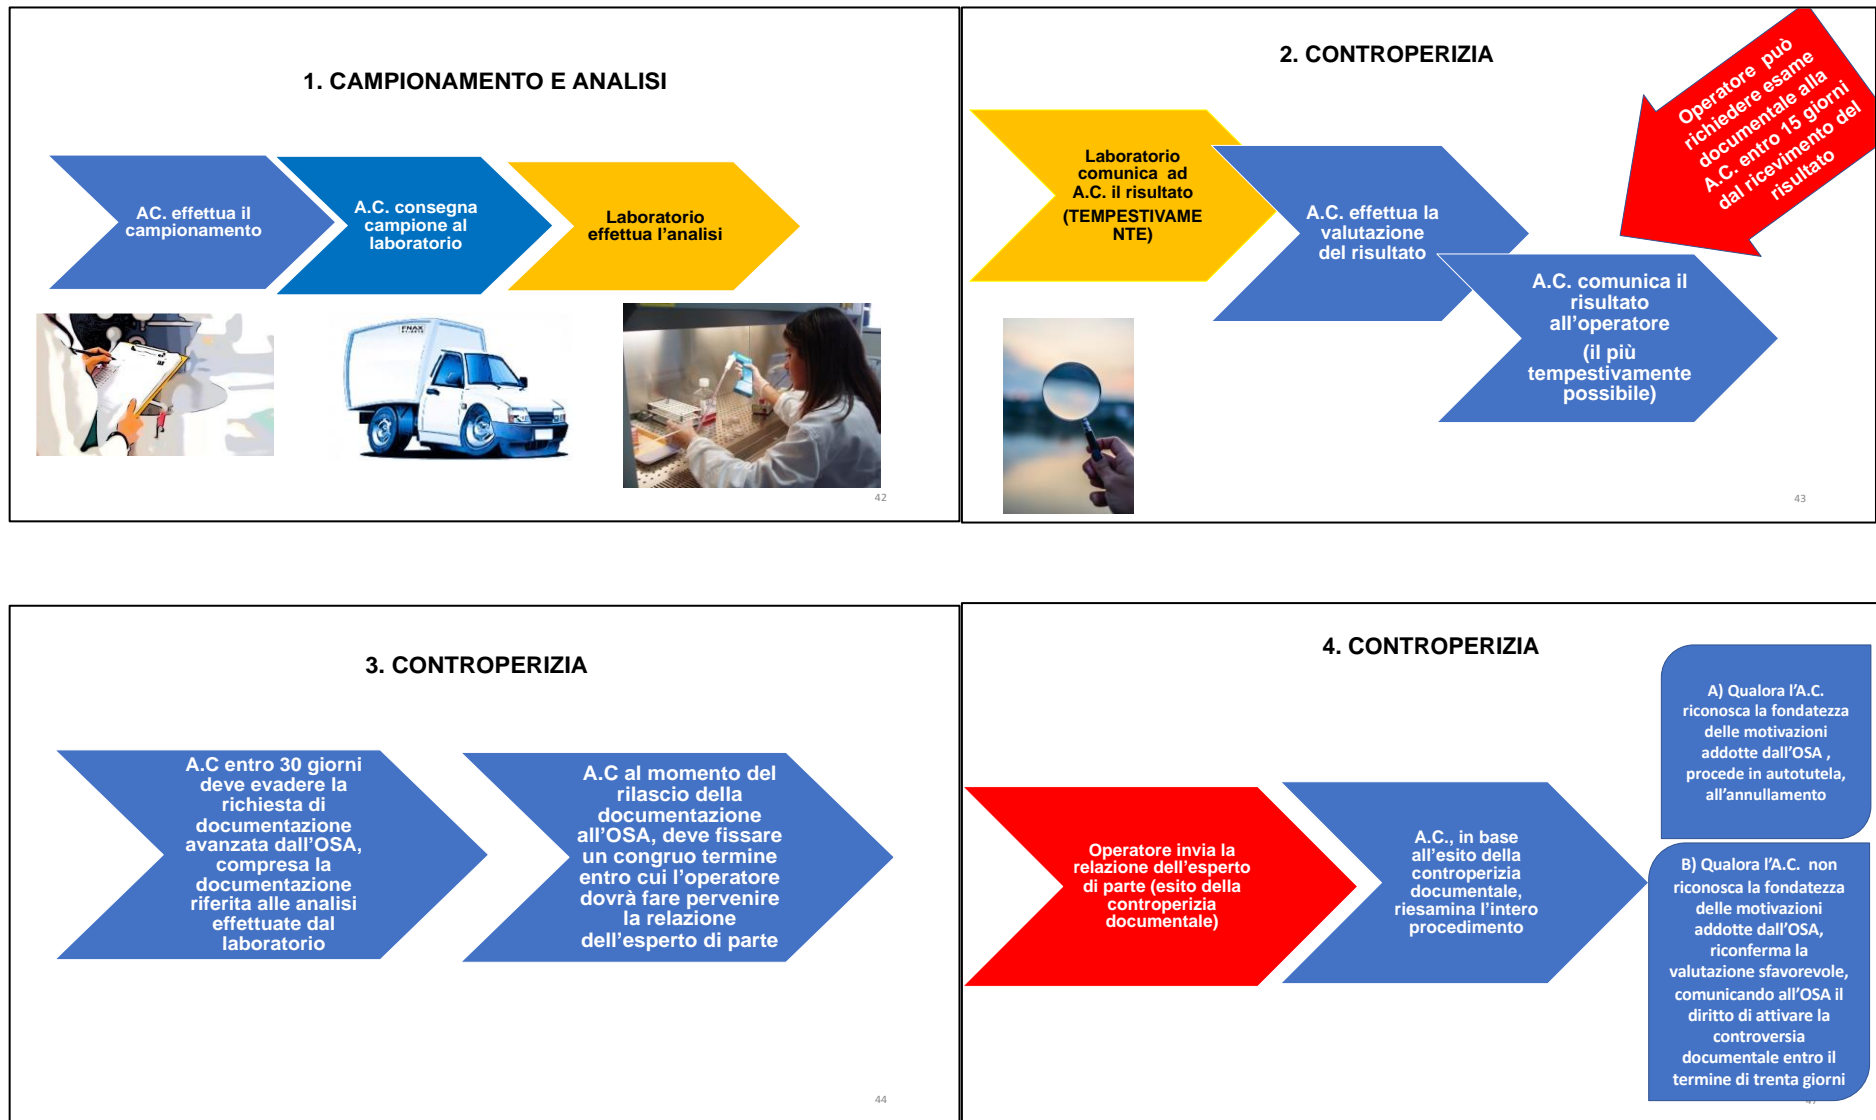 1. CAMPIONAMENTO E ANALISI
AC. effettua il
campionamento
A.C. consegna
campione al
laboratorio
Laboratorio
effettua l’analisi
FNAX
42
2. CONTROPERIZIA
Laboratorio
comunica ad
A.C. il risultato
(TEMPESTIVAME
NTE)
A.C. effettua la
valutazione
del risultato
A.C. comunica il
risultato
all’operatore
(il più
tempestivamente
possibile)
Operatore può
richiedere esame
documentale alla
A.C. entro 15 giorni
dal ricevimento del
risultato
43
3. CONTROPERIZIA
A.C entro 30 giorni
deve evadere la
richiesta di
documentazione
avanzata dall’OSA,
compresa la
documentazione
riferita alle analisi
effettuate dal
laboratorio
A.C al momento del
rilascio della
documentazione
all’OSA, deve fissare
un congruo termine
entro cui l’operatore
dovrà fare pervenire
la relazione
dell’esperto di parte
44
4. CONTROPERIZIA
Operatore invia la
relazione dell’esperto
di parte (esito della
controperizia
documentale)
A.C., in base
all’esito della
controperizia
documentale,
riesamina l’intero
procedimento
A) Qualora l’A.C.
riconosca la fondatezza
delle motivazioni
addotte dall’OSA ,
procede in autotutela,
all’annullamento
B) Qualora l’A.C. non
riconosca la fondatezza
delle motivazioni
addotte dall’OSA,
riconferma la
valutazione sfavorevole,
comunicando all’OSA il
diritto di attivare la
controversia
documentale entro il
termine di trenta giorni